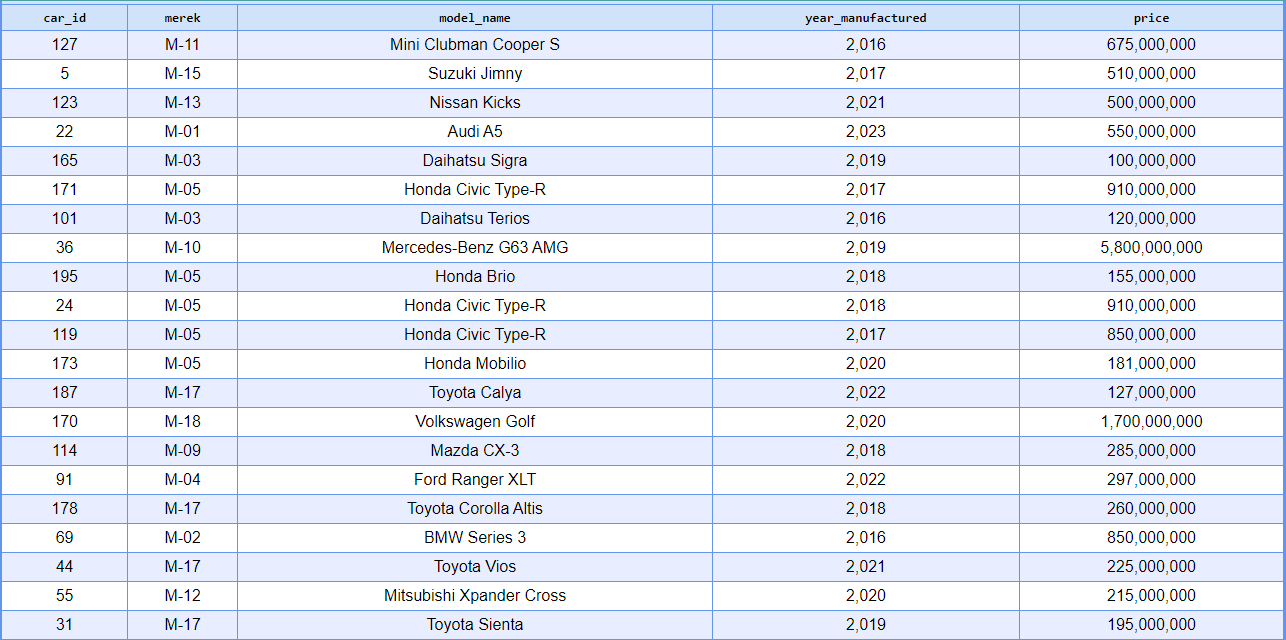 car_id merek model_name year_manufactured price
127 M-11 Mini Clubman Cooper S 2,016 675,000,000
5 M-15 Suzuki Jimny 2,017 510,000,000
123 M-13 Nissan Kicks 2,021 500,000,000
22 M-01 Audi A5 2,023 550,000,000
165 M-03 Daihatsu Sigra 2,019 100,000,000
171 M-05 Honda Civic Type-R 2,017 910,000,000
101 M-03 Daihatsu Terios 2,016 120,000,000
36 M-10 Mercedes-Benz G63 AMG 2,019 5,800,000,000
195 M-05 Honda Brio 2,018 155,000,000
24 M-05 Honda Civic Type-R 2,018 910,000,000
119 M-05 Honda Civic Type-R 2,017 850,000,000
173 M-05 Honda Mobilio 2,020 181,000,000
187 M-17 Toyota Calya 2,022 127,000,000
170 M-18 Volkswagen Golf 2,020 1,700,000,000
114 M-09 Mazda CX-3 2,018 285,000,000
91 M-04 Ford Ranger XLT 2,022 297,000,000
178 M-17 Toyota Corolla Altis 2,018 260,000,000
69 M-02 BMW Series 3 2,016 850,000,000
44 M-17 Toyota Vios 2,021 225,000,000
55 M-12 Mitsubishi Xpander Cross 2,020 215,000,000
31 M-17 Toyota Sienta 2,019 195,000,000